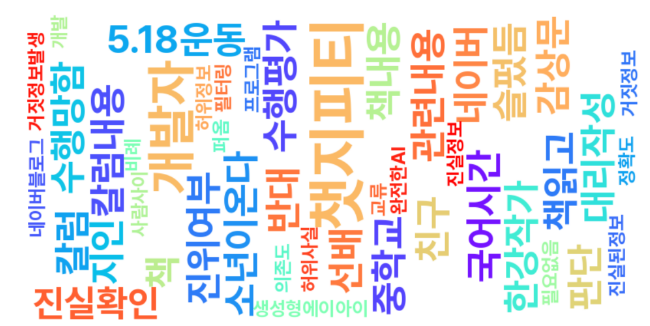 거짓정보발생
개발
5.18운동
수행평가
챗지피티
책내용
관련내용
네이버
슬펐듬
감상문
거짓정보
네이버블로그
수행망함
칼럼내용
개발자
허위정보
필터링
프로그램
퍼옴
진실정보
대리작성
정확도
칼럼
지인
사람사이비례
책
진위여부
소년이온다
반대
선배
교류
완전한AI
중학교
친구
국어시간
한강작가
책읽고
필요없음
판단
진실된정보
의존도
허위사실
진실확인
생성형에이아이